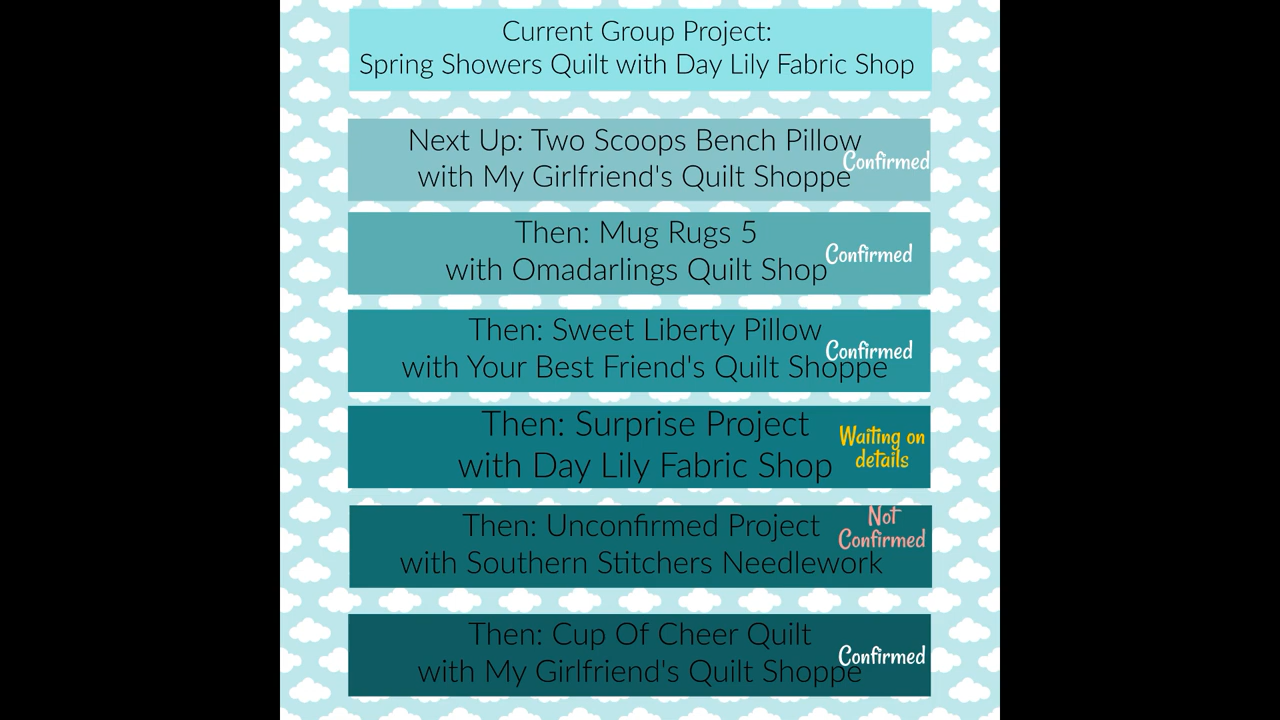 Current Group Project:
Spring Showers Quilt with Day Lily Fabric Shop
Next Up: Two Scoops Bench Pillow
with My Girlfriend's Quilt Shoppe
Confirmed
Then: Mug Rugs 5
with Omadarlings Quilt Shop
Confirmed
Then: Sweet Liberty Pillow
with Your Best Friend's Quilt Shoppe
Confirmed
Then: Surprise Project
with Day Lily Fabric Shop
Waiting on
details
Then: Unconfirmed Project
with Southern Stitchers Needlework
Not
Confirmed
Then: Cup Of Cheer Quilt
with My Girlfriend's Quilt Shoppe
Confirmed